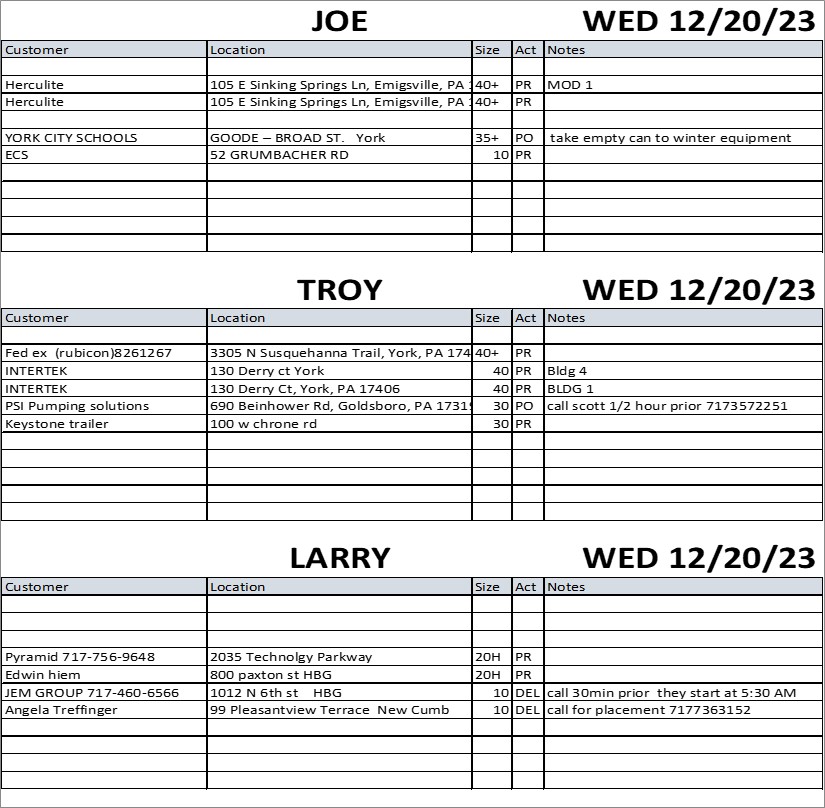 JOE WED 12/20/23
Customer Location Size Act Notes
Herculite 105 E Sinking Springs Ln, Emigsville, PA 40+ PR MOD 1
Herculite 105 E Sinking Springs Ln, Emigsville, PA 40+ PR
YORK CITY SCHOOLS GOODE – BROAD ST. York 35+ PO take empty can to winter equipment
ECS 52 GRUMBACHER RD 10 PR
TROY WED 12/20/23
Customer Location Size Act Notes
Fed ex (rubicon)8261267 3305 N Susquehanna Trail, York, PA 174 40+ PR
INTERTEK 130 Derry ct York 40 PR Bldg 4
INTERTEK 130 Derry Ct, York, PA 17406 40 PR BLDG 1
PSI Pumping solutions 690 Beinhower Rd, Goldsboro, PA 1731 30 PO call scott 1/2 hour prior 7173572251
Keystone trailer 100 w chrone rd 30 PR
LARRY WED 12/20/23
Customer Location Size Act Notes
Pyramid 717-756-9648 2035 Technolgy Parkway 20H PR
Edwin hiem 800 paxton st HBG 20H PR
JEM GROUP 717-460-6566 1012 N 6th st HBG 10 DEL call 30min prior they start at 5:30 AM
Angela Treffinger 99 Pleasantview Terrace New Cumb 10 DEL call for placement 7177363152